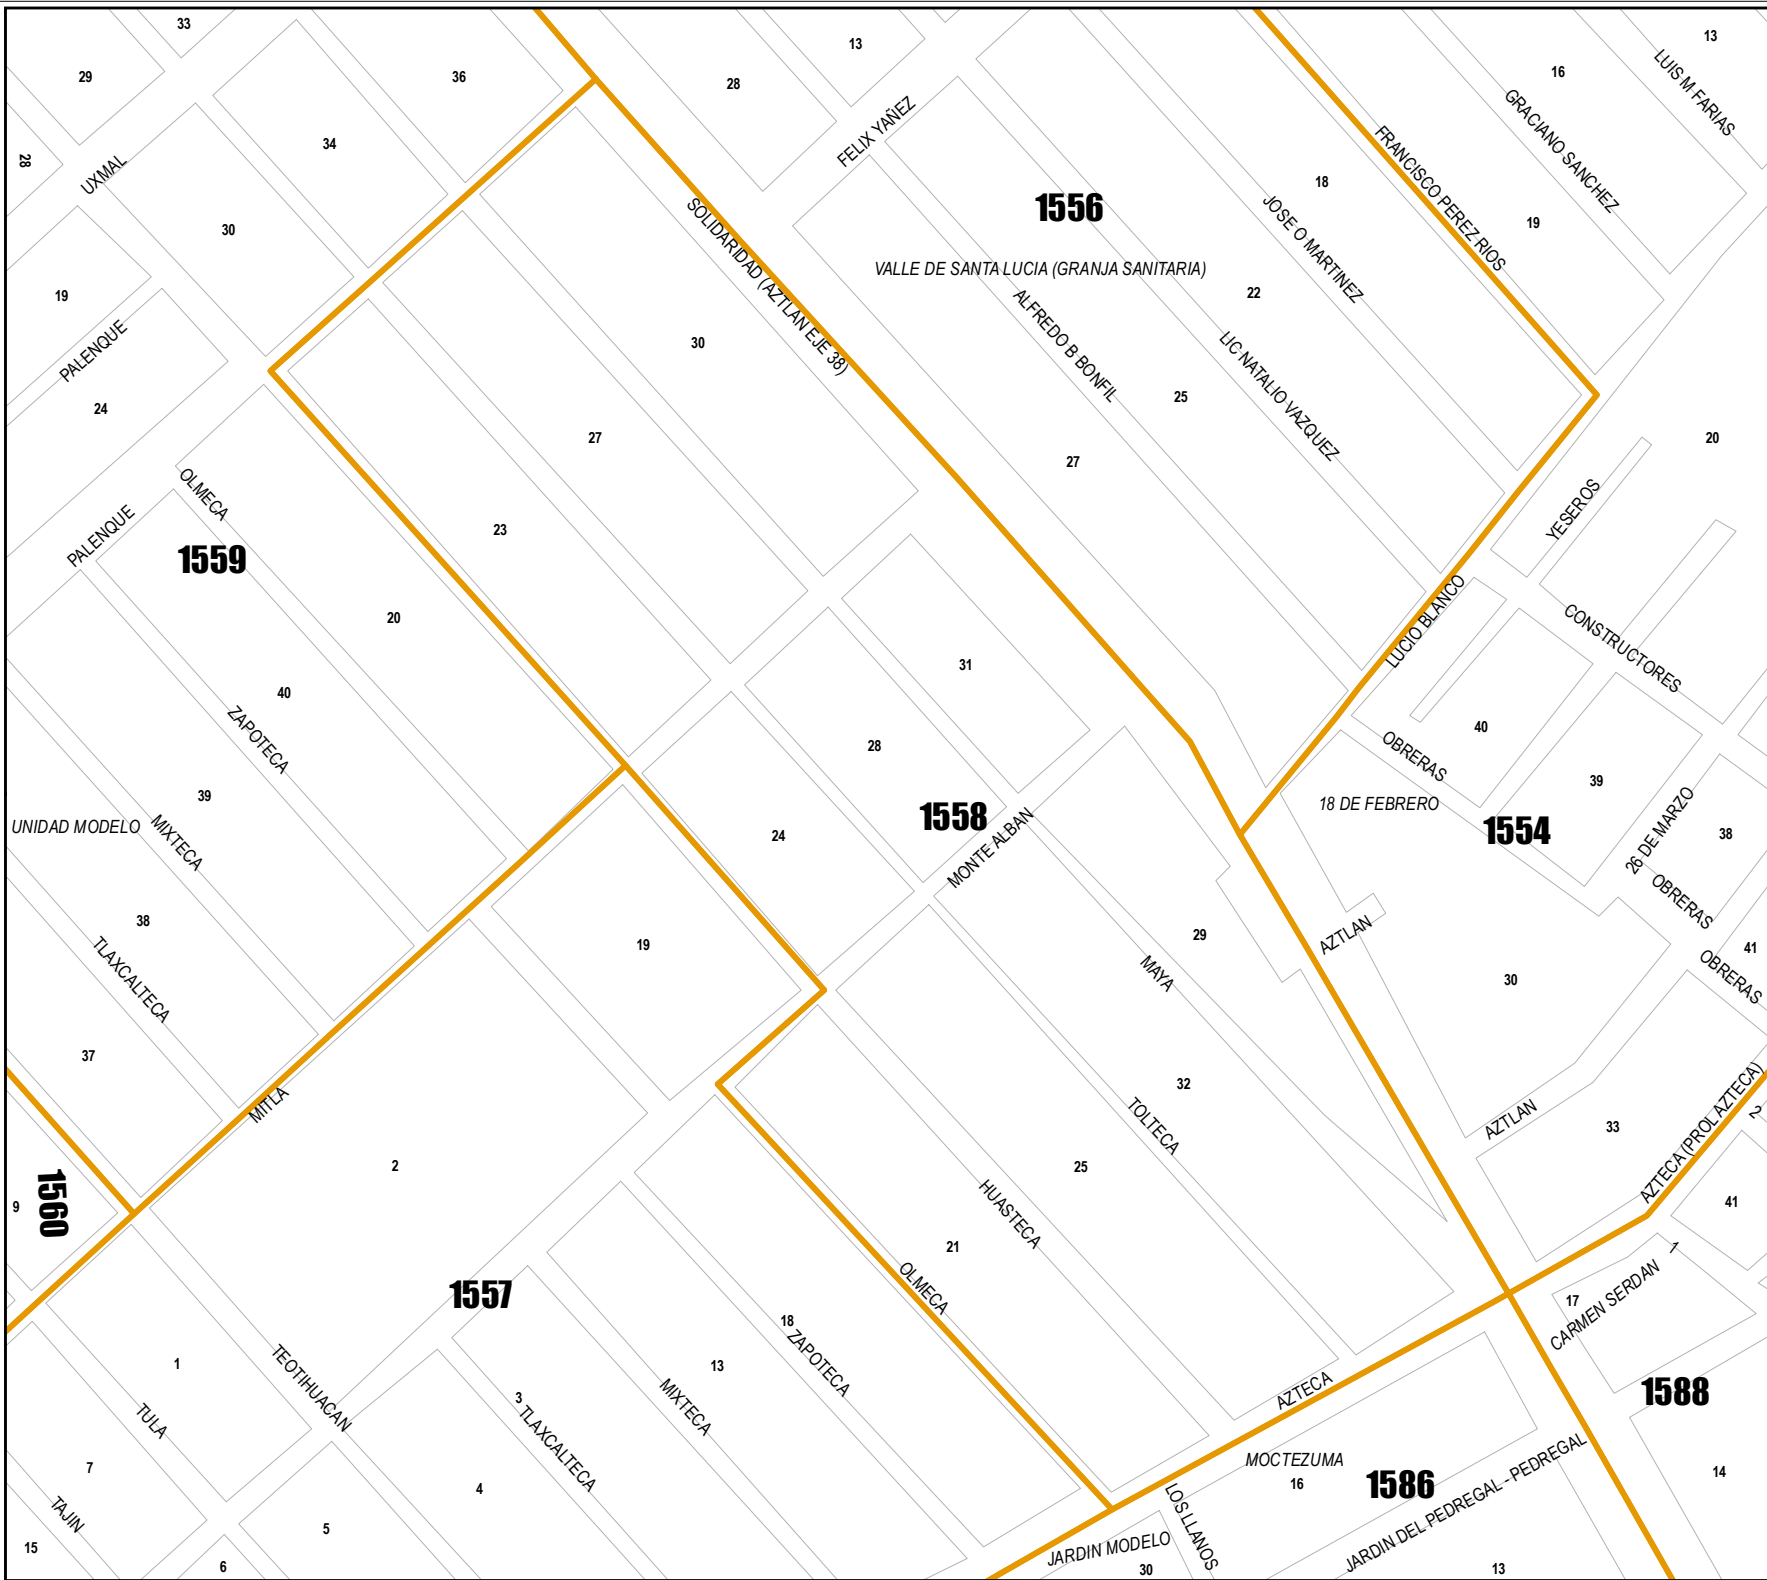 33
13
13
29
36
28
16
LUIS M FARIAS
GRACIANO SANCHEZ
FELIX YAÑEZ
34
28
UXMAL
FRANCISCO PEREZ RIOS
18
1556
JOSE O MARTINEZ
19
30
SOLIDARIDAD (AZTLAN EJE 38)
VALLE DE SANTA LUCIA (GRANJA SANITARIA)
19
22
ALFREDO B BONFIL
PALENQUE
30
LIC NATALIO VAZQUEZ
25
24
27
20
27
OLMECA
PALENQUE
23
YESEROS
1559
LUCIO BLANCO
CONSTRUCTORES
20
31
40
ZAPOTECA
28
40
OBRERAS
39
39
26 DE MARZO
18 DE FEBRERO
1558
1554
UNIDAD MODELO
MIXTECA
24
MONTE ALBAN
38
OBRERAS
38
19
29
AZTLAN
41
TLAXCALTECA
MAYA
30
OBRERAS
37
32
MITLA
TOLTECA
AZTLAN
33
AZTECA (PROL AZTECA)
2
2
25
1560
9
HUASTECA
41
21
1
1557
OLMECA
CARMEN SERDAN
17
18
ZAPOTECA
1
TEOTIHUACAN
13
AZTECA
1588
3
TLAXCALTECA
MIXTECA
TULA
MOCTEZUMA
7
16
1586
14
4
JARDIN DEL PEDREGAL - PEDREGAL
LOS LLANOS
TAJIN
5
15
JARDIN MODELO
6
30
13